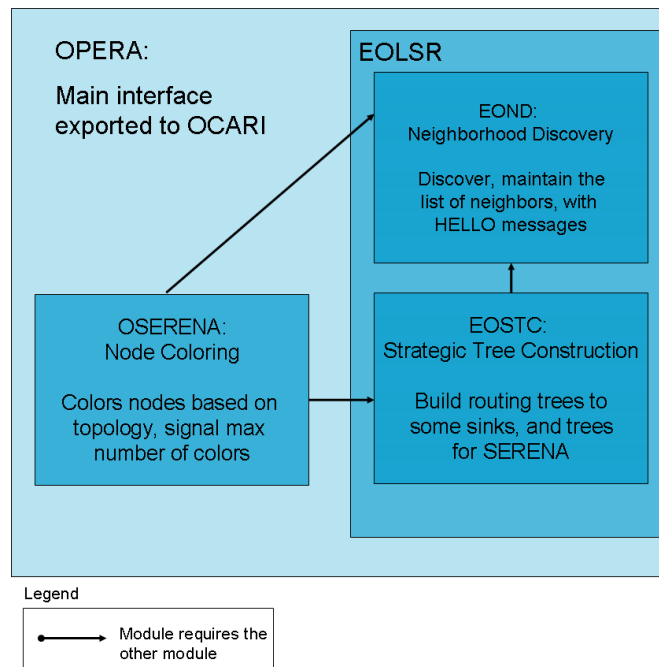 OPERA:
Main interface
exported to OCARI
EOLSR
EOND:
Neighborhood Discovery
Discover, maintain the
list of neighbors, with
HELLO messages
OSERENA:
Node Coloring
Colors nodes based on
topology, signal max
number of colors
EOSTC:
Strategic Tree Construction
Build routing trees to
some sinks, and trees
for SERENA
Legend
Module requires the
other module